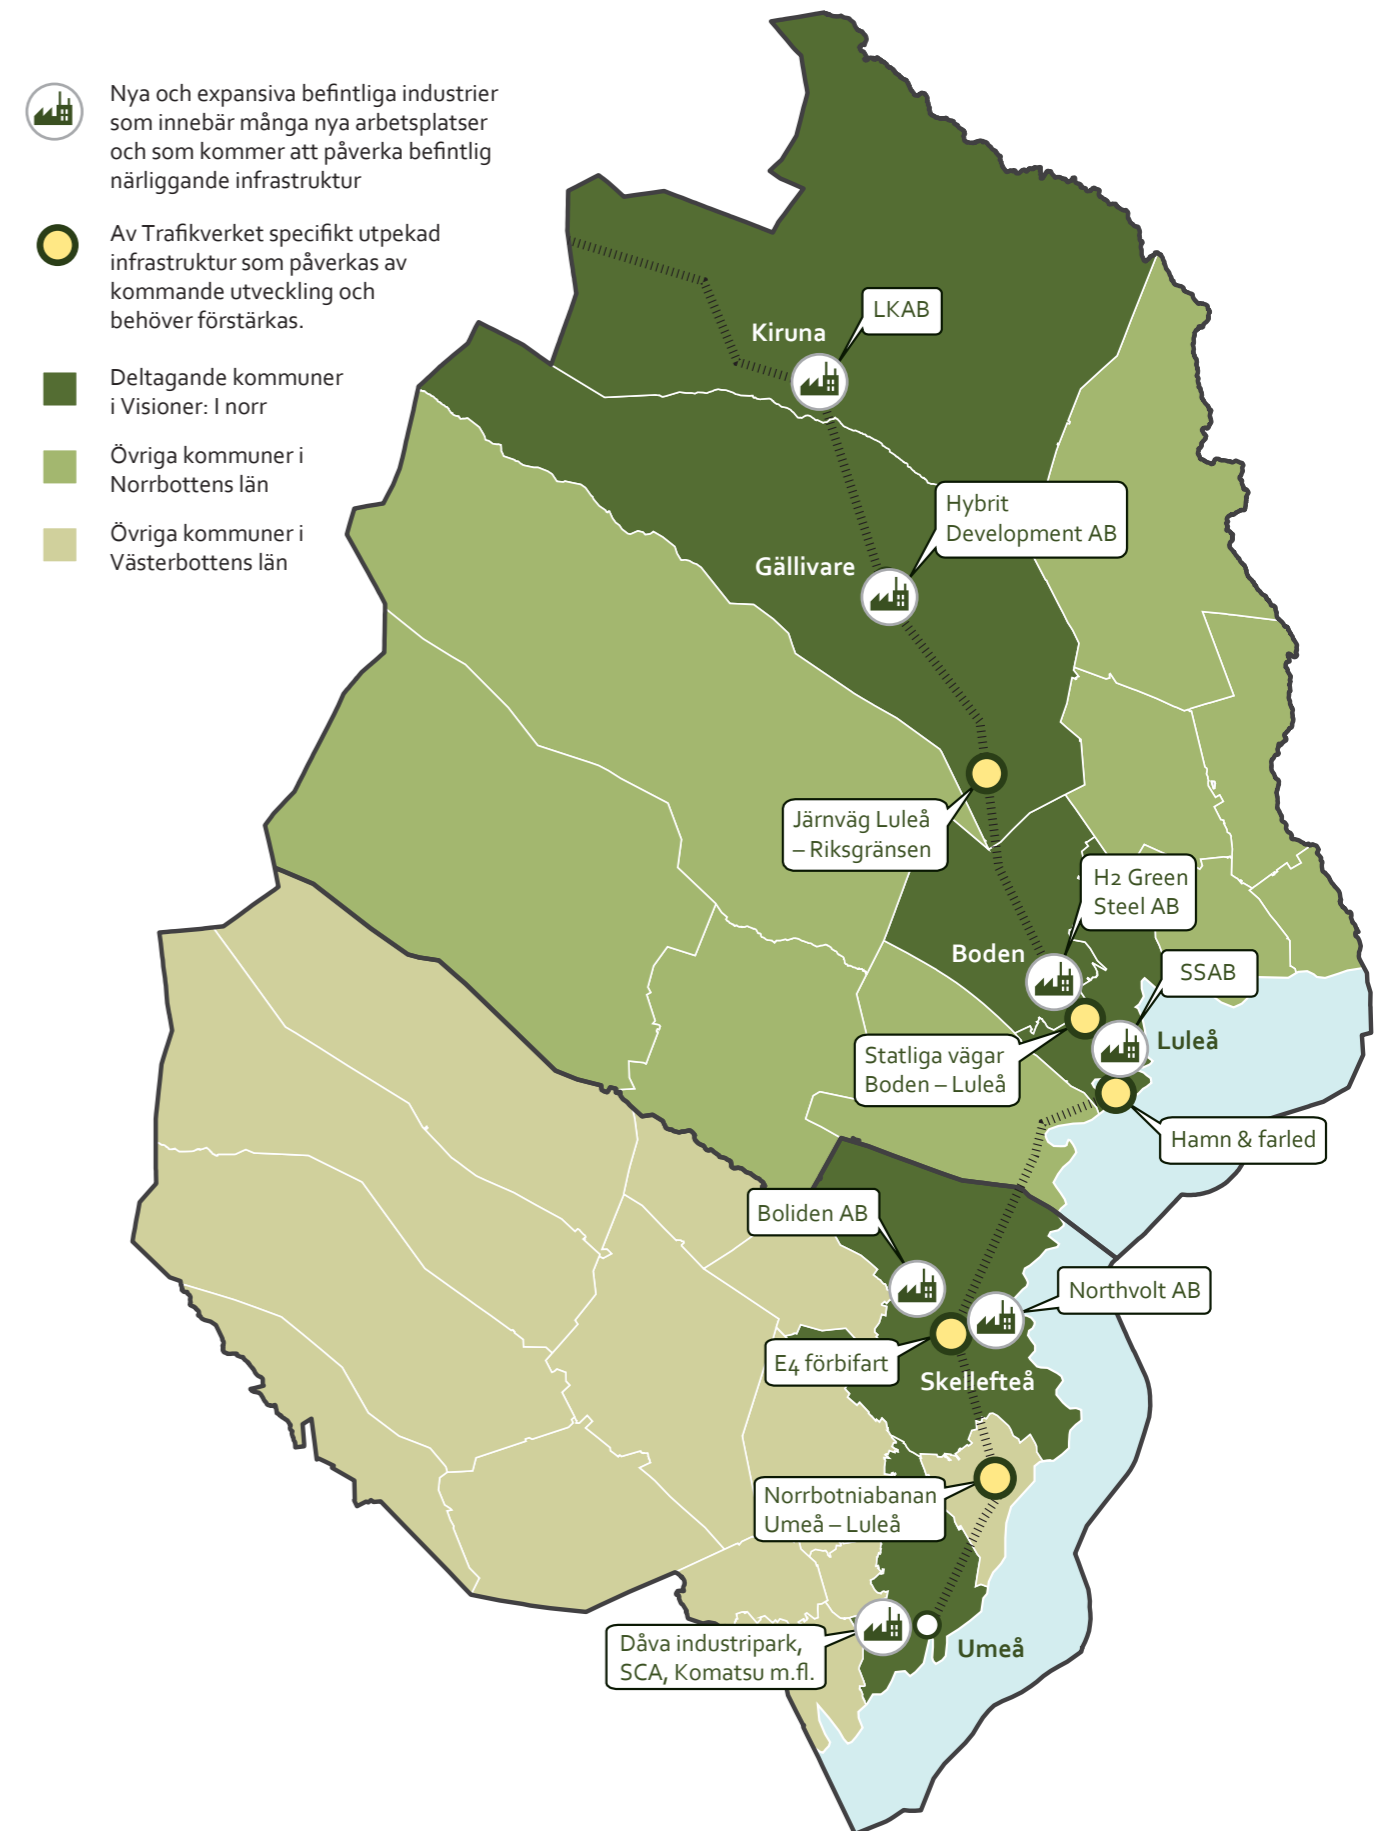 Nya och expansiva befintliga industrier
som innebär många nya arbetsplatser
och som kommer att påverka befintlig
närliggande infrastruktur
Av Trafikverket specifikt utpekad
infrastruktur som påverkas av
kommande utveckling och
behöver förstärkas.
Deltagande kommuner
i Visioner: I norr
Övriga kommuner i
Norrbottens län
Övriga kommuner i
Västerbottens län
LKAB
Kiruna
Hybrit
Development AB
Gällivare
Järnväg Luleå
– Riksgränsen
H2 Green
Steel AB
Boden
SSAB
Luleå
Statliga vägar
Boden – Luleå
Hamn & farled
Boliden AB
Northvolt AB
E4 förbifart
Skellefteå
Norrbotniabanan
Umeå – Luleå
Dåva industripark,
SCA, Komatsu m.fl.
Umeå